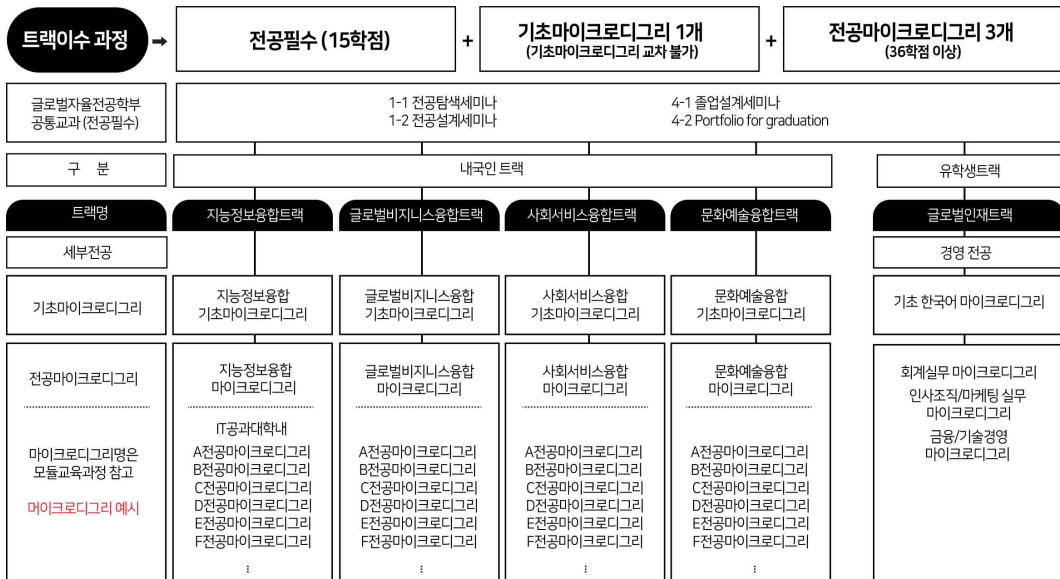 트랙이수 과정
전공필수 (15학점)
+
기초마이크로디그리 1개
(기초마이크로디그리 교차 불가)
+
전공마이크로디그리 3개
(36학점 이상)
글로벌자율전공학부
공통교과 (전공필수)
1-1 전공탐색세미나
1-2 전공설계세미나
4-1 졸업설계세미나
4-2 Portfolio for graduation
구 분
내국인 트랙
유학생트랙
트랙명
지능정보융합트랙
글로벌비지니스융합트랙
사회서비스융합트랙
문화예술융합트랙
글로벌인재트랙
세부전공
경영 전공
기초마이크로디그리
지능정보융합
기초마이크로디그리
글로벌비지니스융합
기초마이크로디그리
사회서비스융합
기초마이크로디그리
문화예술융합
기초마이크로디그리
기초 한국어 마이크로디그리
전공마이크로디그리
마이크로디그리명은
모듈교육과정 참고
머이크로디그리 예시
지능정보융합
마이크로디그리
IT공과대학내
A전공마이크로디그리
B전공마이크로디그리
C전공마이크로디그리
D전공마이크로디그리
E전공마이크로디그리
F전공마이크로디그리
⋮
글로벌비지니스융합
마이크로디그리
A전공마이크로디그리
B전공마이크로디그리
C전공마이크로디그리
D전공마이크로디그리
E전공마이크로디그리
F전공마이크로디그리
⋮
사회서비스융합
마이크로디그리
A전공마이크로디그리
B전공마이크로디그리
C전공마이크로디그리
D전공마이크로디그리
E전공마이크로디그리
F전공마이크로디그리
⋮
문화예술융합
마이크로디그리
A전공마이크로디그리
B전공마이크로디그리
C전공마이크로디그리
D전공마이크로디그리
E전공마이크로디그리
F전공마이크로디그리
⋮
회계실무 마이크로디그리
인사조직/마케팅 실무
마이크로디그리
금융/기술경영
마이크로디그리